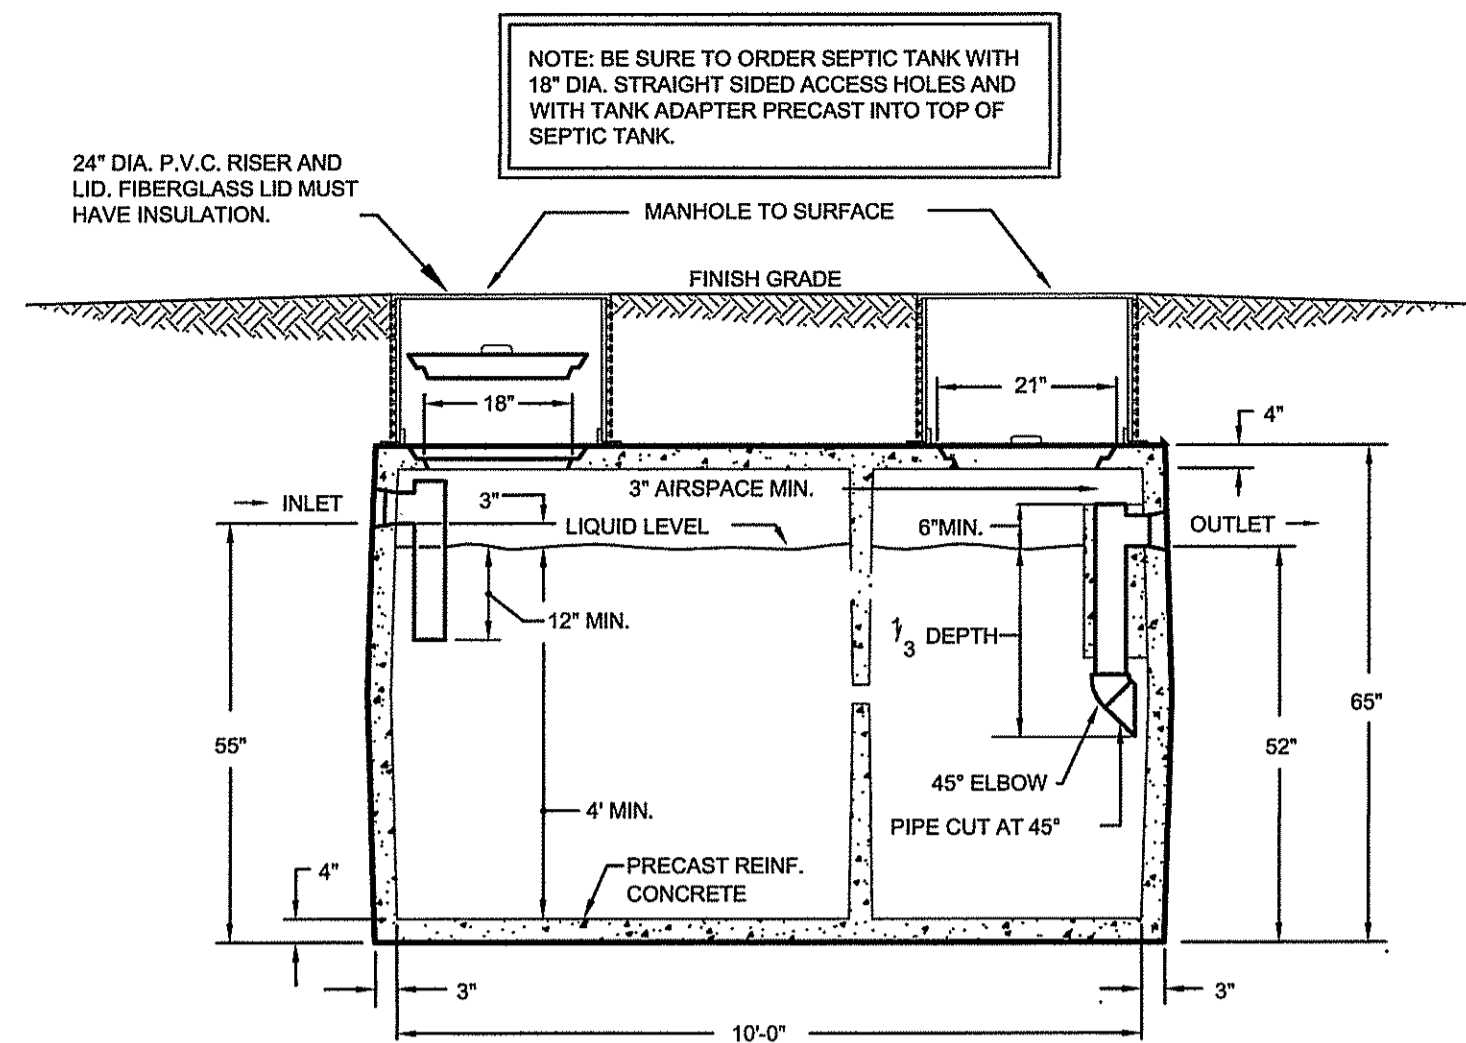 NOTE: BE SURE TO ORDER SEPTIC TANK WITH
18" DIA. STRAIGHT SIDED ACCESS HOLES AND
WITH TANK ADAPTER PRECAST INTO TOP OF
SEPTIC TANK.
24" DIA. P.V.C. RISER AND
LID. FIBERGLASS LID MUST
HAVE INSULATION.
MANHOLE TO SURFACE
FINISH GRADE
18"
21"
4"
3" AIRSPACE MIN.
INLET
3"
LIQUID LEVEL
6"MIN.
OUTLET
12" MIN.
1/3 DEPTH
65"
55"
52"
45° ELBOW
4' MIN.
PIPE CUT AT 45°
4"
PRECAST REINF.
CONCRETE
3"
3"
10'-0"